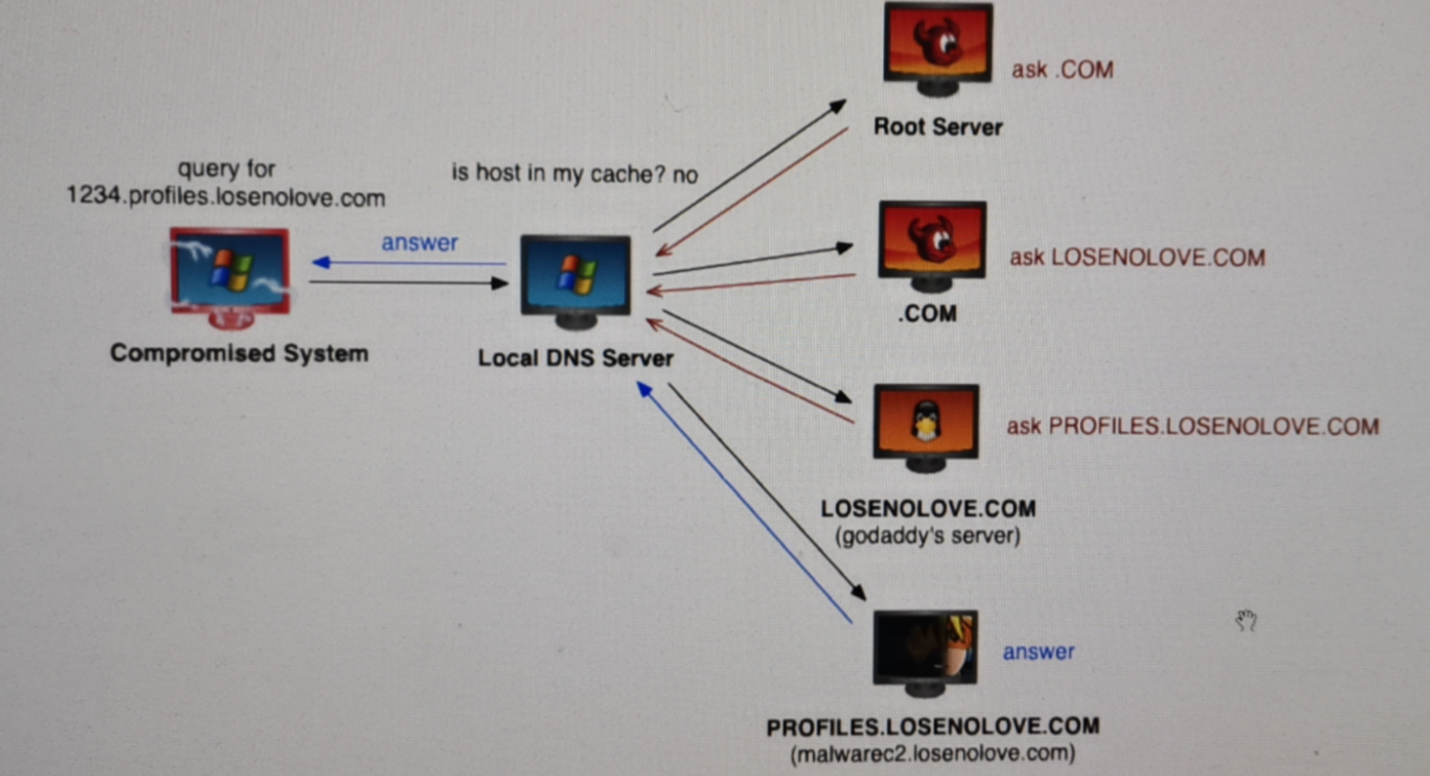 ask .COM
Root Server
query for
1234.profiles.losenolove.com
is host in my cache? no
answer
Compromised System
Local DNS Server
ask LOSENOLOVE.COM
.COM
ask PROFILES.LOSENOLOVE.COM
LOSENOLOVE.COM
(godaddy's server)
answer
PROFILES.LOSENOLOVE.COM
(malwarec2.losenolove.com)